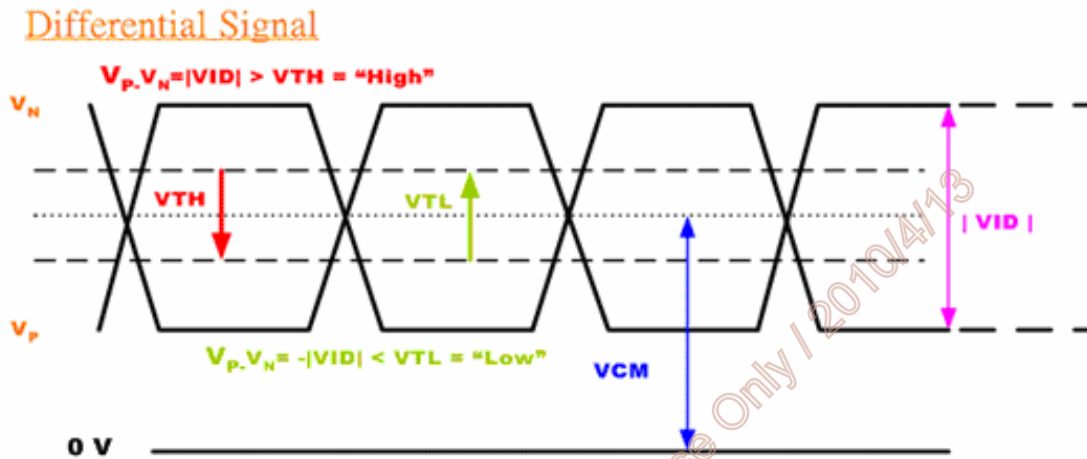 Differential Signal
VP-VN=|VID| > VTH = “High”
VN
VTH
VTL
| VID |
VP
VP-VN= -|VID| < VTL = “Low”
VCM
0 V
Only / 2010/4/13